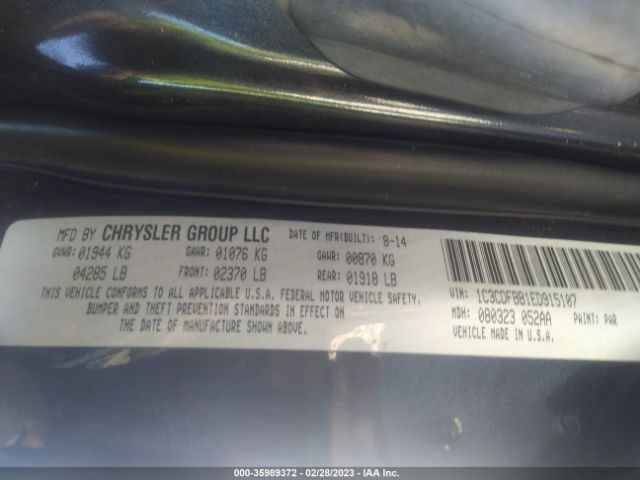 MFD BY CHRYSLER GROUP LLC DATE OF MFR(BUILT): 8-14
GVWR: 01944 KG GAWR: 01076 KG GAWR: 00870 KG
04285 LB FRONT: 02370 LB REAR: 01918 LB
THIS VEHICLE CONFORMS TO ALL APPLICABLE U.S.A. FEDERAL MOTOR VEHICLE SAFETY,
BUMPER AND THEFT PREVENTION STANDARDS IN EFFECT ON
THE DATE OF MANUFACTURE SHOWN ABOVE.
VIN: 1C3CDFBB1ED915107
MDH: 080323 052AA PAINT: PAR
VEHICLE MADE IN U.S.A.
000-35989372 - 02/28/2023 - IAA Inc.